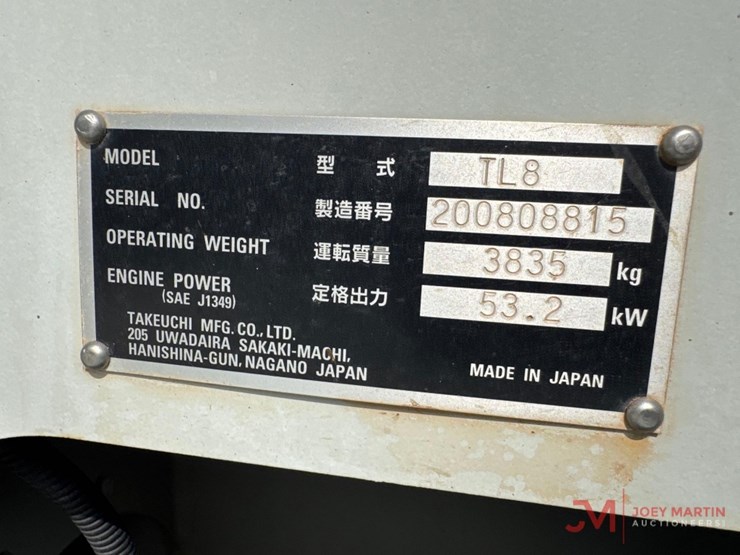 MODEL 型式 TL8
SERIAL NO. 製造番号 200808815
OPERATING WEIGHT 運転質量 3835 kg
ENGINE POWER 定格出力 53.2 kW
(SAE J1349)
TAKEUCHI MFG. CO., LTD.
205 UWADAIRA SAKAKI-MACHI,
HANISHINA-GUN, NAGANO JAPAN
MADE IN JAPAN
JM JOEY MARTIN
AUCTIONEERS!